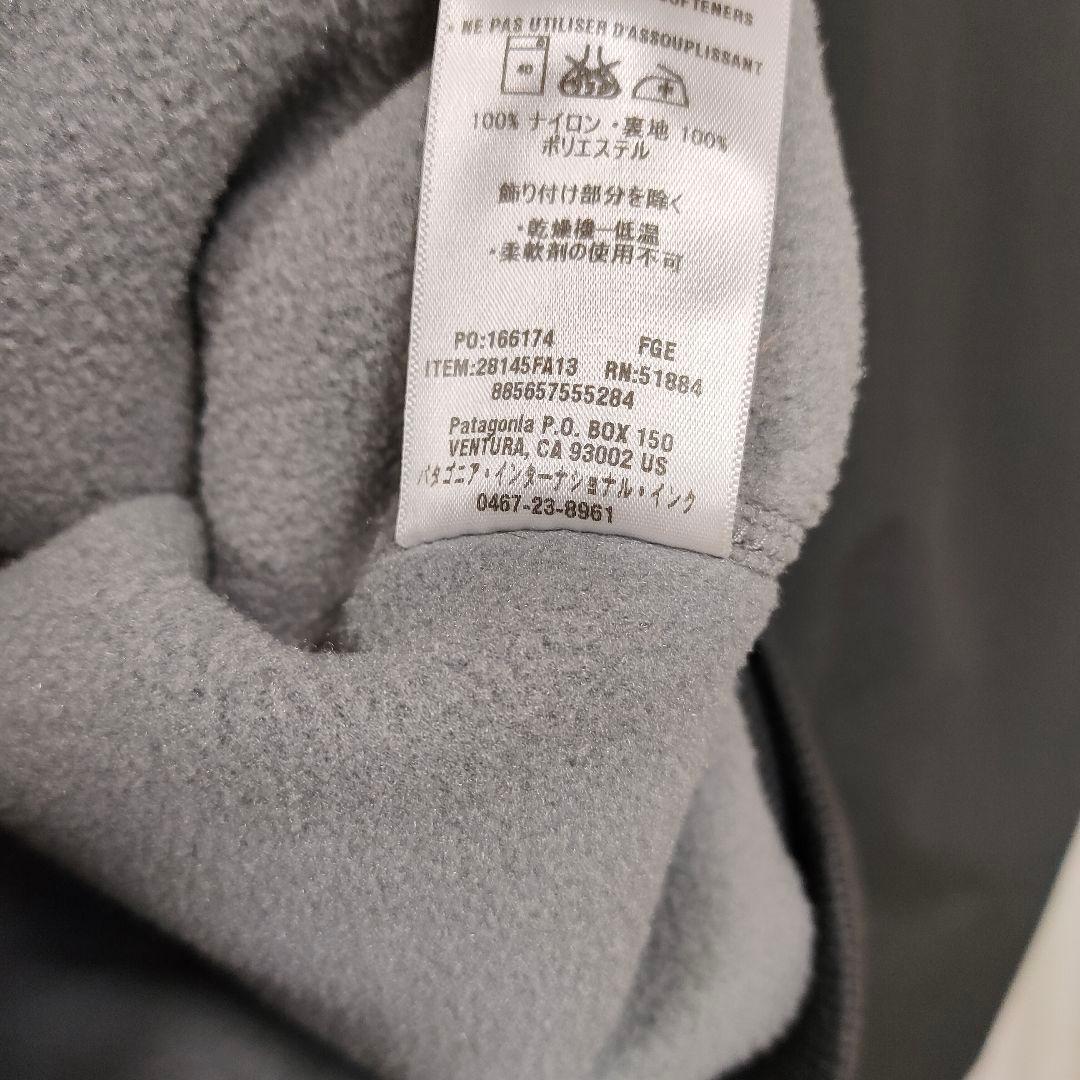 SOFTENERS
• NE PAS UTILISER D'ASSOUPLISSANT
40
100% ナイロン・裏地 100%
ポリエステル
飾り付け部分を除く
・乾燥機—低温
・柔軟剤の使用不可
PO:166174 FGE
ITEM:28145FA13 RN:51884
885657555284
Patagonia P.O. BOX 150
VENTURA, CA 93002 US
パタゴニア・インターナショナル・インク
0467-23-8961